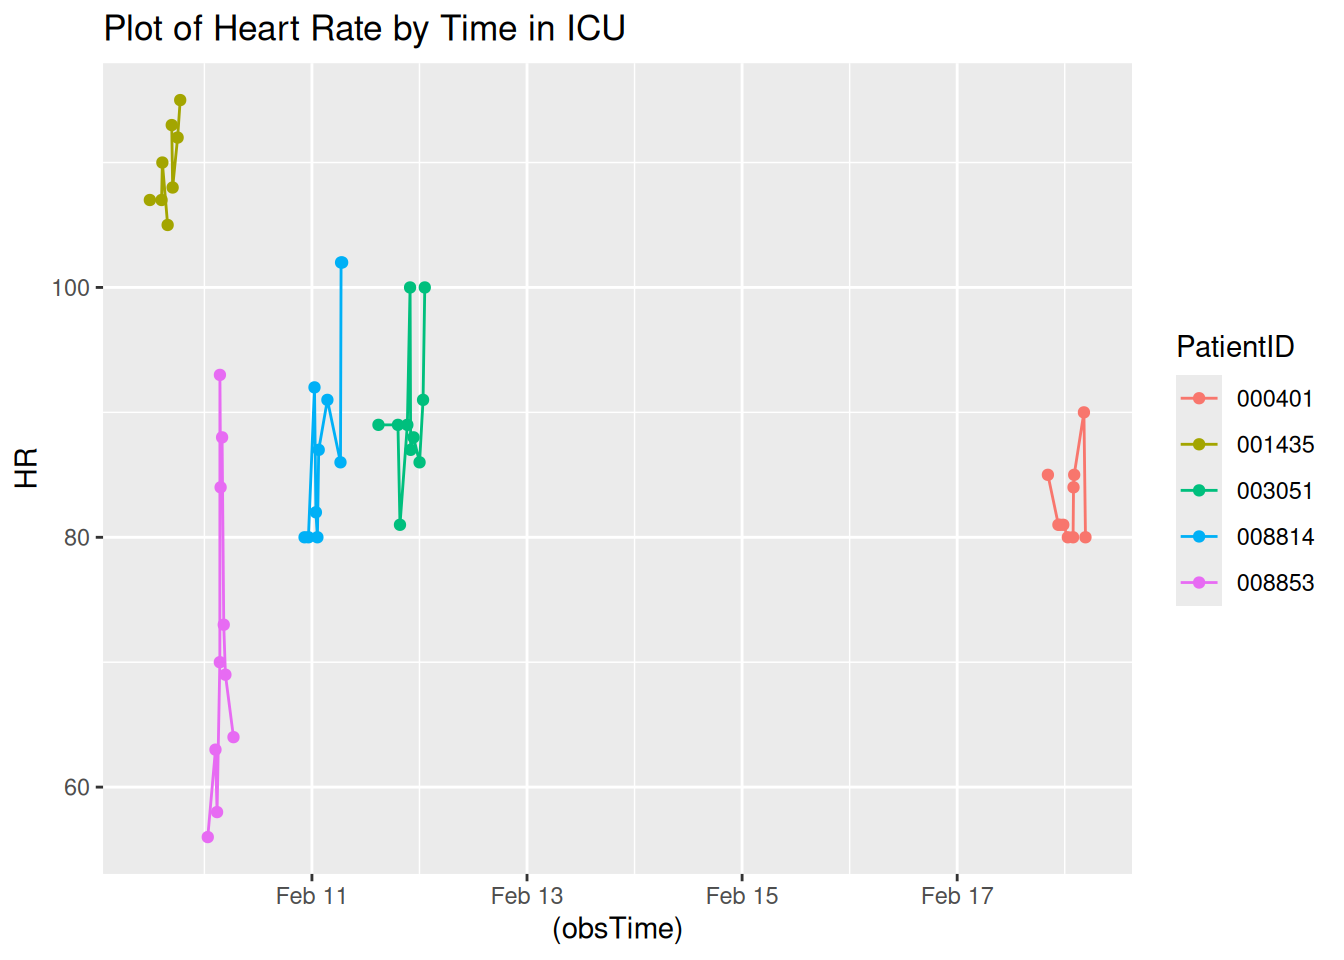 Plot of Heart Rate by Time in ICU
HR
100
80
60
Feb 11
Feb 13
Feb 15
Feb 17
(obsTime)
PatientID
000401
001435
003051
008814
008853